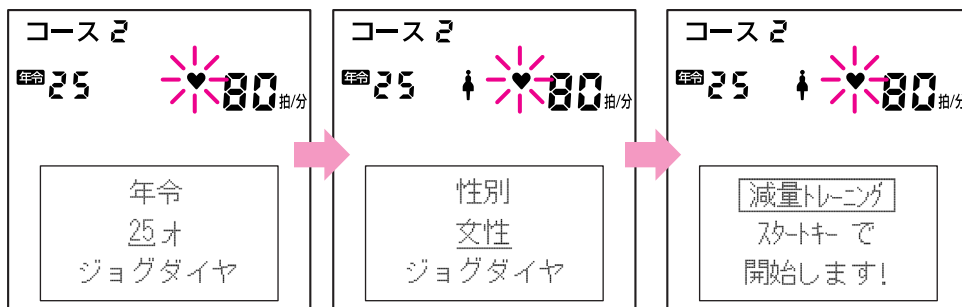 コース 2
年令 25 80 拍/分
年令
25才
ジョグダイヤ
コース 2
年令 25 80 拍/分
性別
女性
ジョグダイヤ
コース 2
年令 25 80 拍/分
減量トレーニング
スタートキー で
開始します!